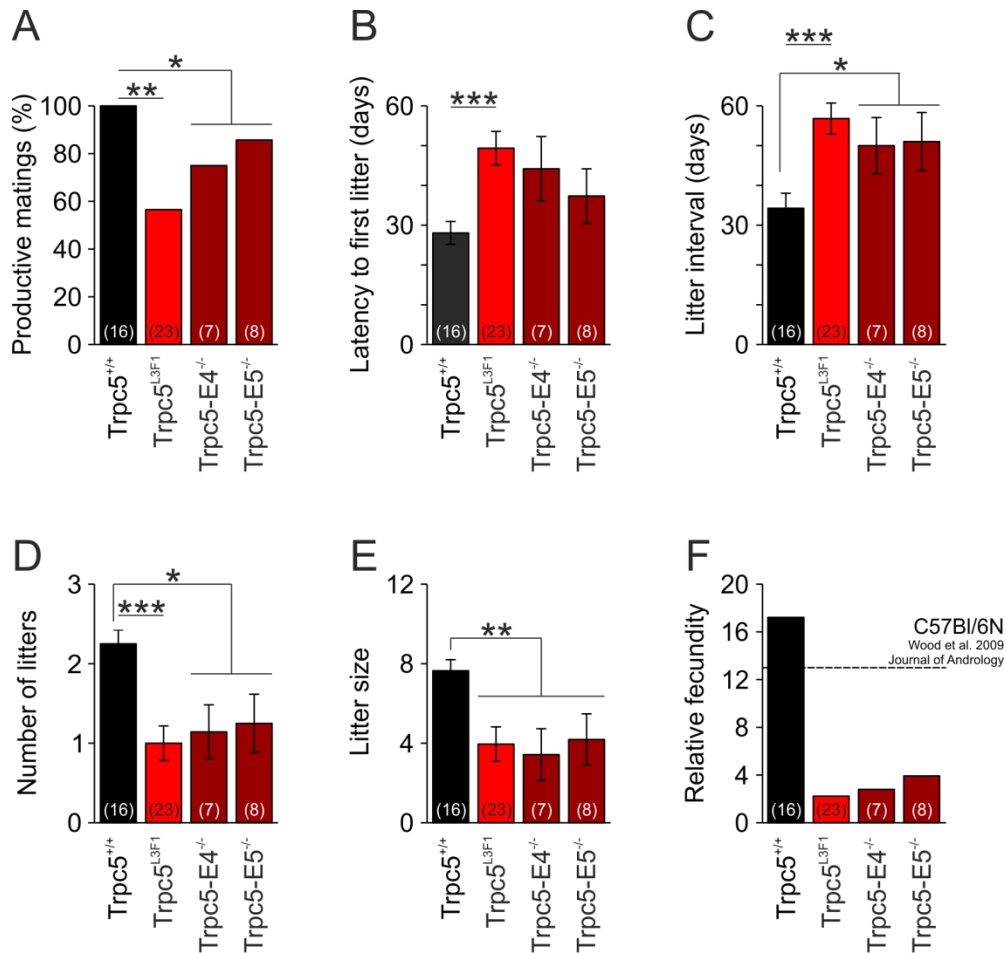 A
Productive matings (%)
100
80
60
40
20
0
*
**
(16)
(23)
(7)
(8)
Trpc5+/+
Trpc5L3F1
Trpc5-E4-/-
Trpc5-E5-/-
B
Latency to first litter (days)
60
30
0
***
(16)
(23)
(7)
(8)
Trpc5+/+
Trpc5L3F1
Trpc5-E4-/-
Trpc5-E5-/-
C
Litter interval (days)
60
30
0
***
*
(16)
(23)
(7)
(8)
Trpc5+/+
Trpc5L3F1
Trpc5-E4-/-
Trpc5-E5-/-
D
Number of litters
3
2
1
0
*
***
(16)
(23)
(7)
(8)
Trpc5+/+
Trpc5L3F1
Trpc5-E4-/-
Trpc5-E5-/-
E
Litter size
12
8
4
0
**
(16)
(23)
(7)
(8)
Trpc5+/+
Trpc5L3F1
Trpc5-E4-/-
Trpc5-E5-/-
F
Relative fecundity
20
16
12
8
4
0
C57Bl/6N
Wood et al. 2009
Journal of Andrology
(16)
(23)
(7)
(8)
Trpc5+/+
Trpc5L3F1
Trpc5-E4-/-
Trpc5-E5-/-